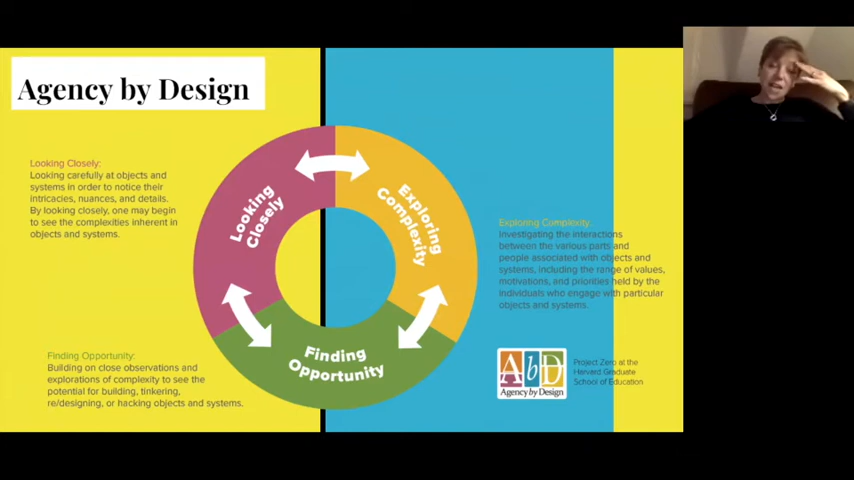 Agency by Design
Looking Closely:
Looking carefully at objects and
systems in order to notice their
intricacies, nuances, and details.
By looking closely, one may begin
to see the complexities inherent in
objects and systems.
Looking
Closely
Exploring
Complexity
Exploring Complexity:
Investigating the interactions
between the various parts and
people associated with objects and
systems, including the range of values,
motivations, and priorities held by the
individuals who engage with particular
objects and systems.
Finding
Opportunity
Finding Opportunity:
Building on close observations and
explorations of complexity to see the
potential for building, tinkering,
re/designing, or hacking objects and systems.
AbD
Agency by Design
Project Zero at the
Harvard Graduate
School of Education